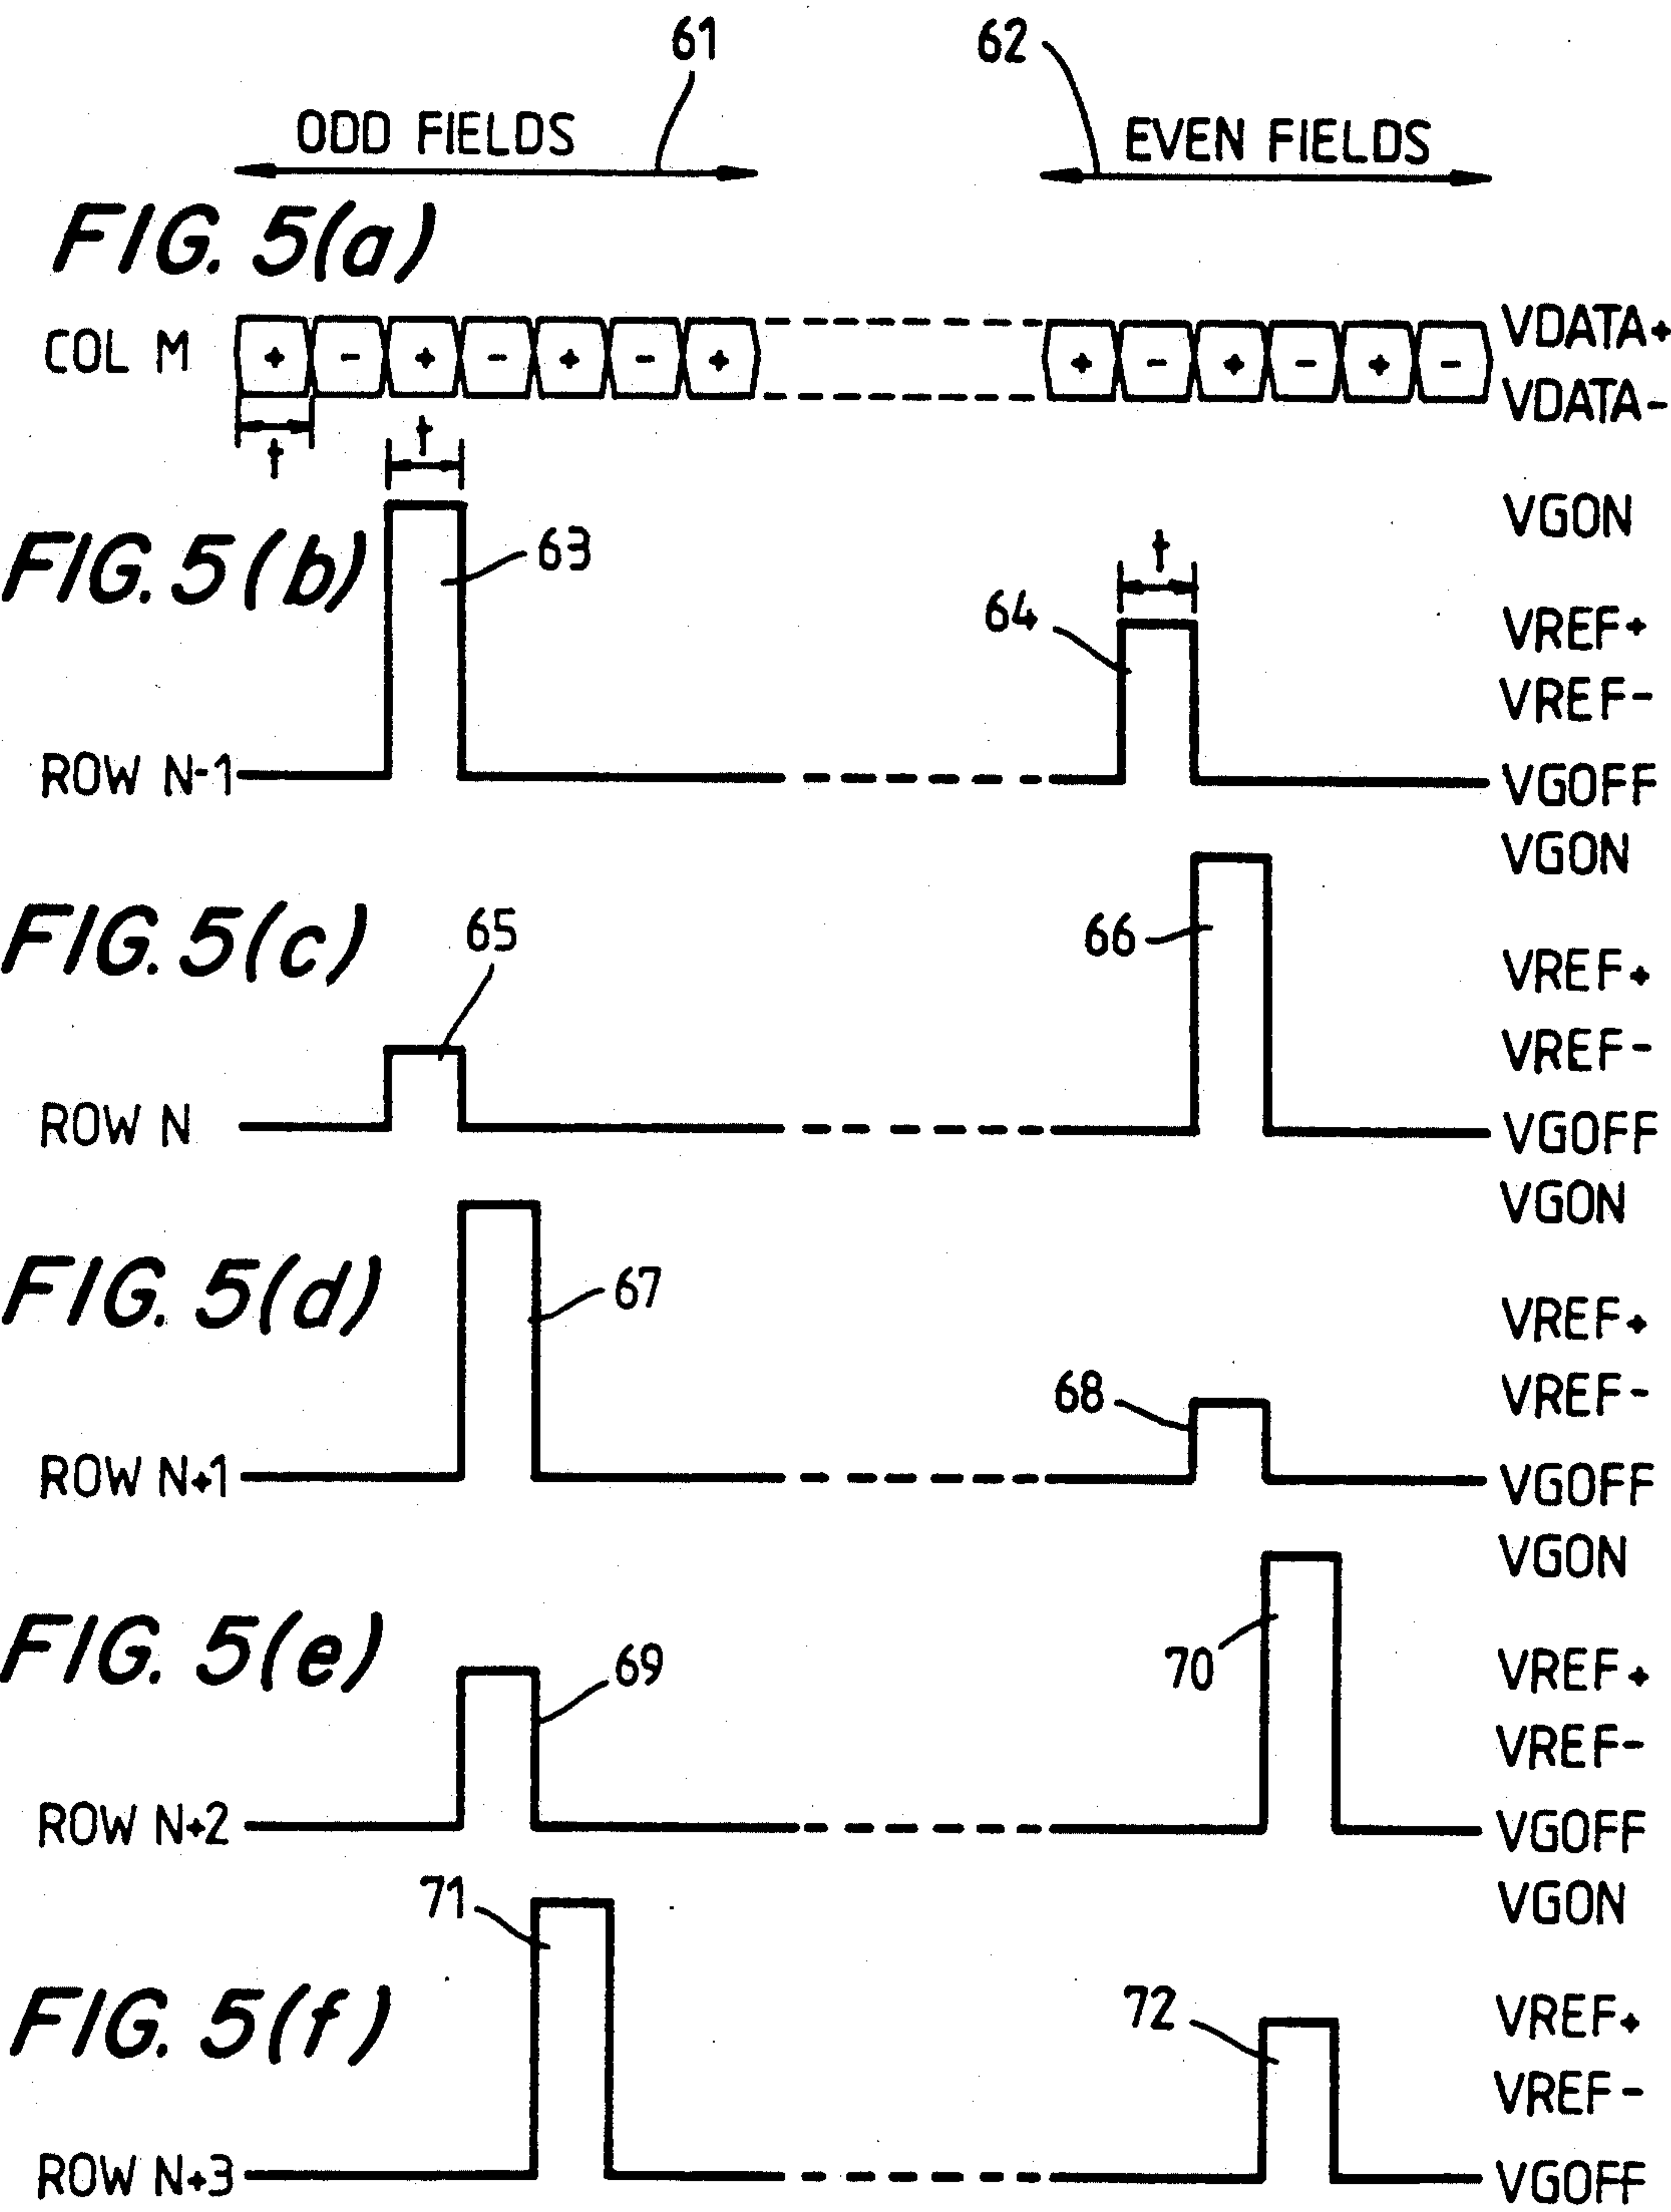 61
62
ODD FIELDS
EVEN FIELDS
FIG. 5(a)
COL M
+ - + - + - +
+ - + - + -
VDATA+
VDATA-
t
t
FIG. 5(b)
63
64
t
VGON
VREF+
VREF-
ROW N-1
VGOFF
FIG. 5(c)
65
66
VGON
VREF+
VREF-
ROW N
VGOFF
FIG. 5(d)
67
68
VGON
VREF+
VREF-
ROW N+1
VGOFF
FIG. 5(e)
69
70
VGON
VREF+
VREF-
ROW N+2
VGOFF
71
VGON
FIG. 5(f)
72
VREF+
VREF-
ROW N+3
VGOFF